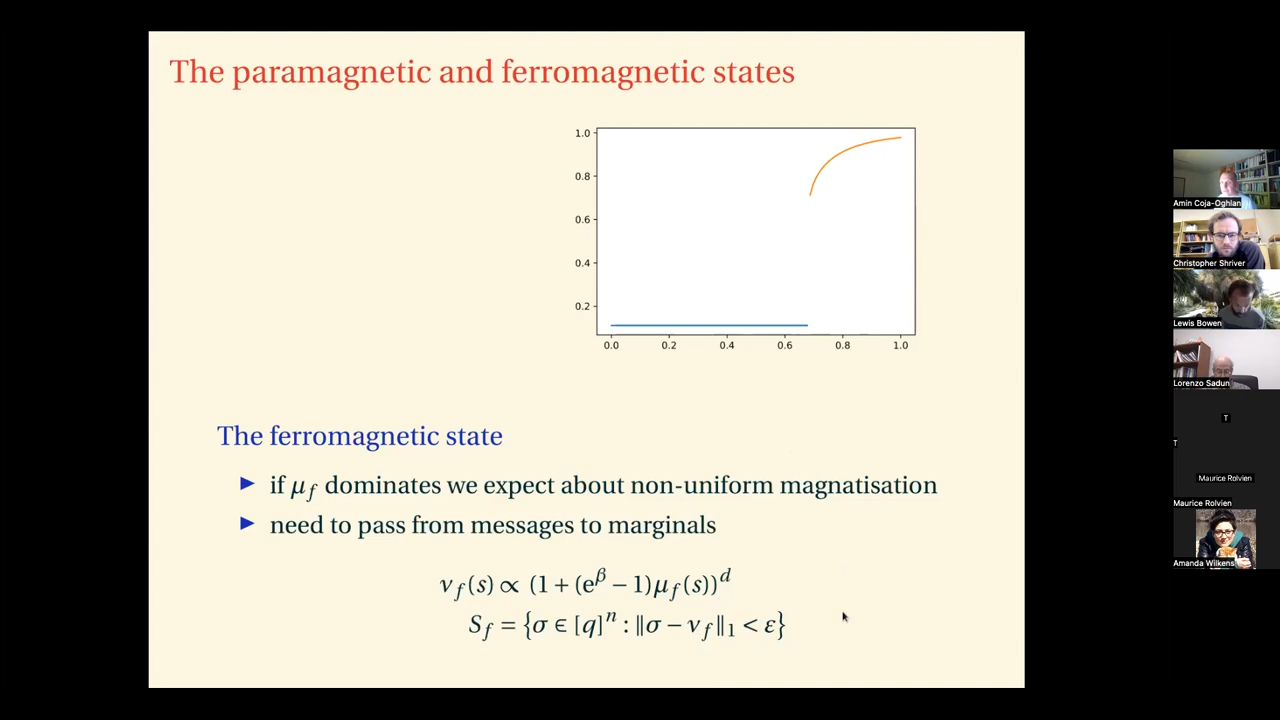 The paramagnetic and ferromagnetic states
1.0
0.8
0.6
0.4
0.2
0.0 0.2 0.4 0.6 0.8 1.0
The ferromagnetic state
► if μ_f dominates we expect about non-uniform magnatisation
► need to pass from messages to marginals
ν_f(s) ∝ (1 + (e^β − 1)μ_f(s))^d
S_f = {σ ∈ [q]^n : ‖σ − ν_f‖_1 < ε}
Amin Coja-Oghlan
Christopher Shriver
Lewis Bowen
Lorenzo Sadun
T
T
Maurice Rolvien
Maurice Rolvien
Amanda Wilkens